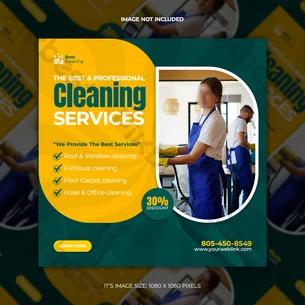 IMAGE NOT INCLUDED
Best
Cleaning
THE BEST & PROFESSIONAL
Cleaning
SERVICES
"We Provide The Best Services"
Roof & Window cleaning
Furniture cleaning
Floor Carpet cleaning
Hotel & Office cleaning
30%
DISCOUNT
LEARN MORE
805-450-8549
www.yourweblink.com
IT'S IMAGE SIZE: 1080 X 1080 PIXELS